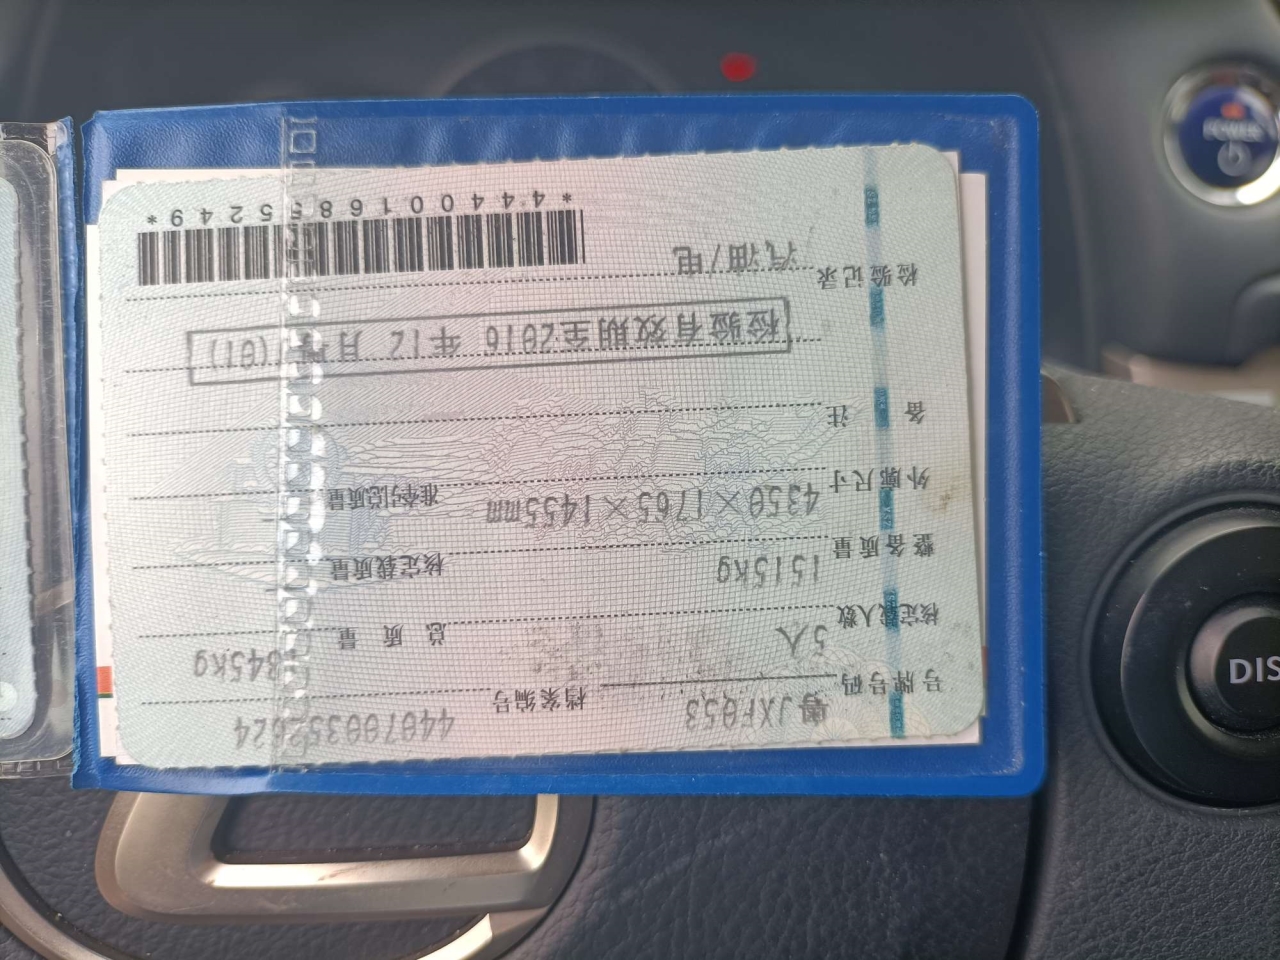 号牌号码 粤JXF053 档案编号 440700352624
核定载人数 5人 总质量
整备质量 1515kg 核定载质量
外廓尺寸 4350×1765×1455mm 准牵引总质量
备注
检验有效期至2016年12月 (01)
检验记录 汽油/电
*4440016855249*
POWER
DIS